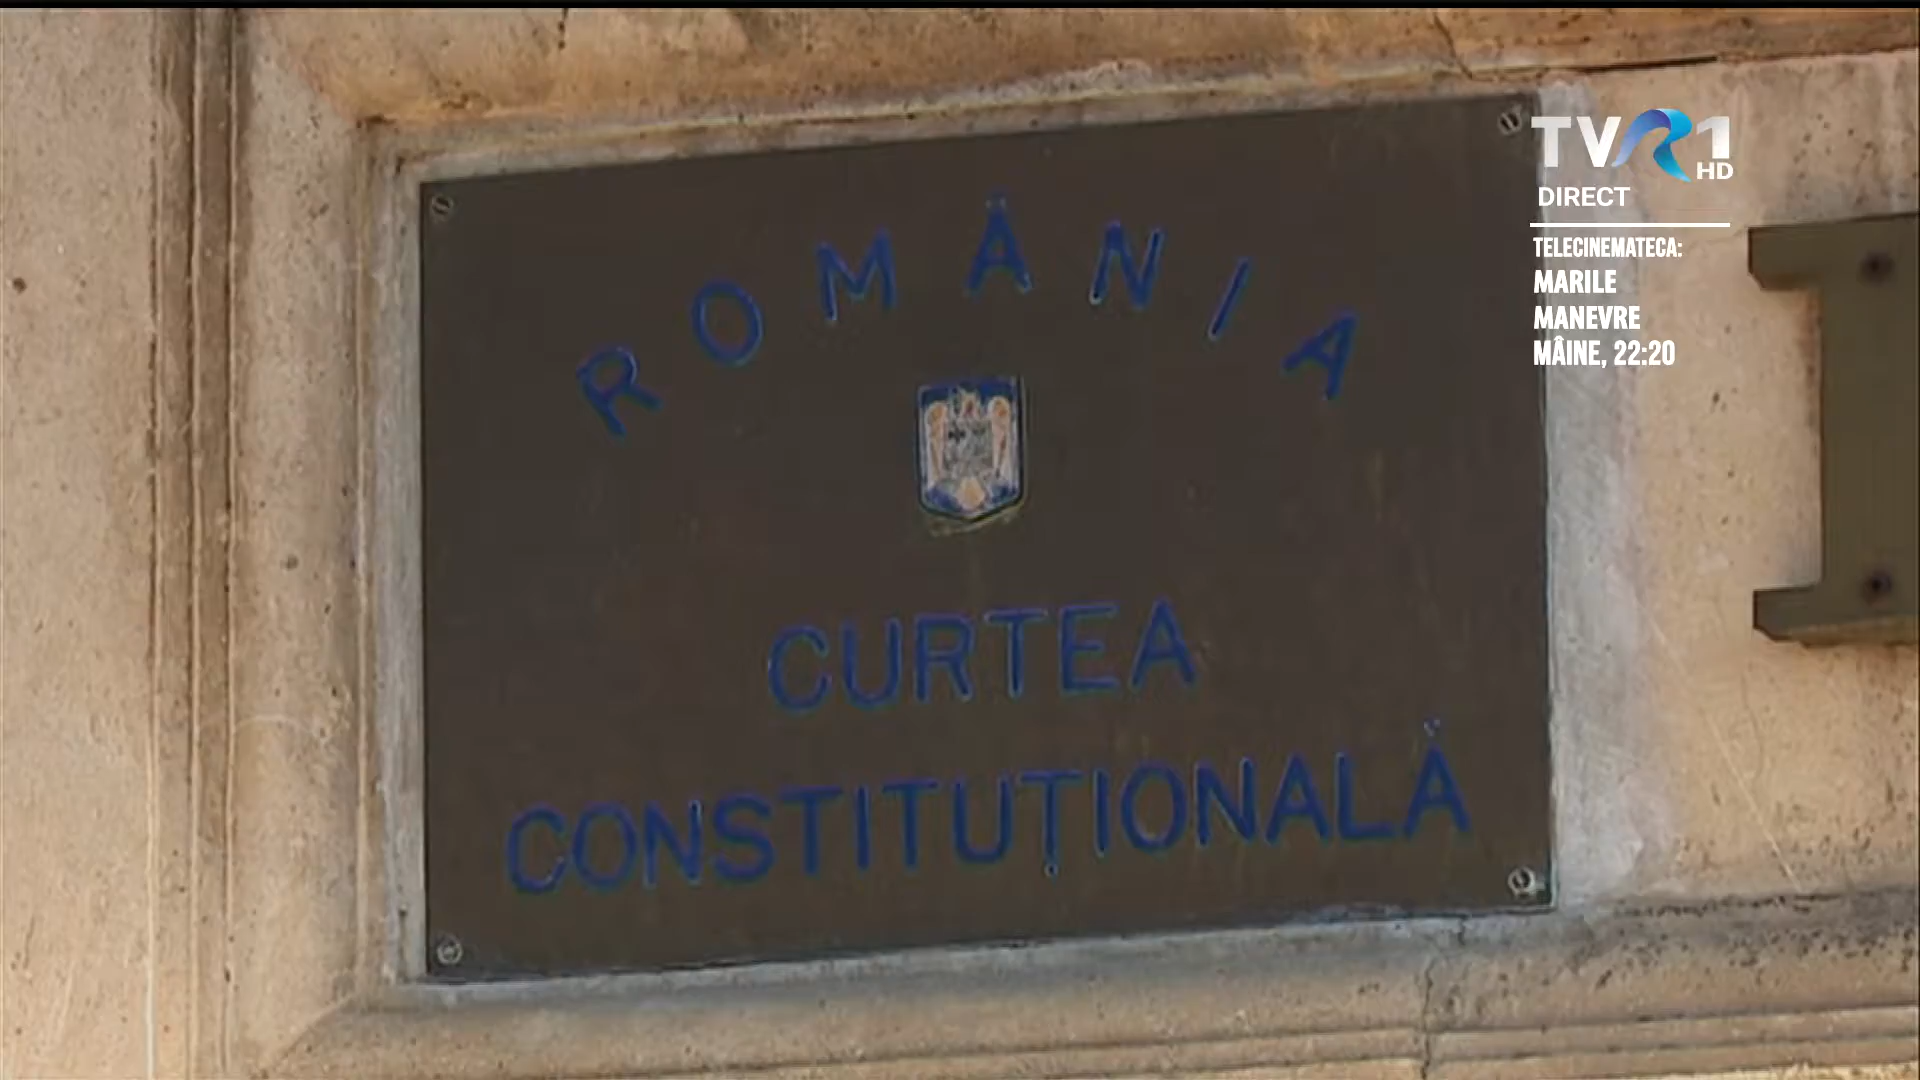 ROMÂNIA
CURTEA
CONSTITUȚIONALĂ
TVR1
HD
DIRECT
TELECINEMATECA:
MARILE
MANEVRE
MÂINE, 22:20